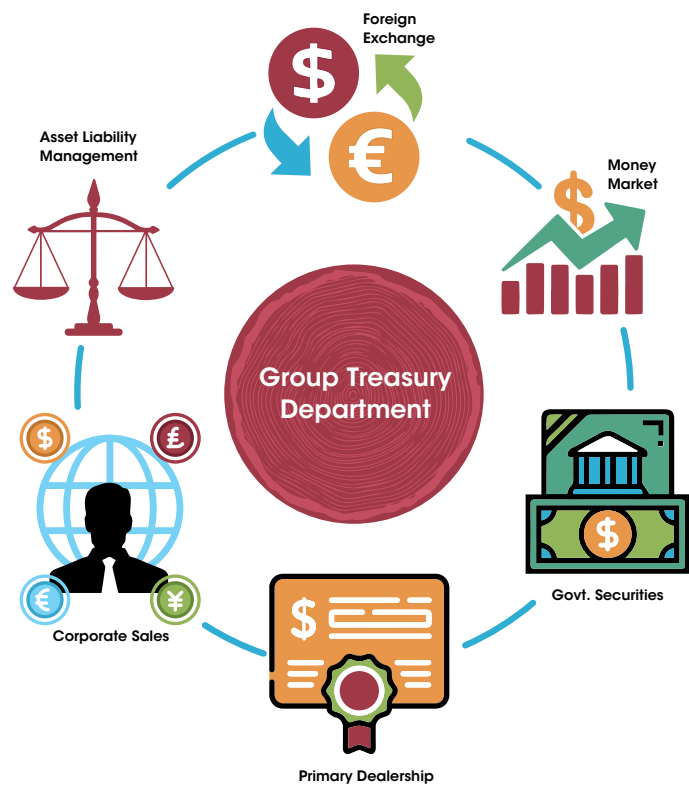 Foreign
Exchange
Asset Liability
Management
Money
Market
$
€
$
Group Treasury
Department
$
£
€
¥
Corporate Sales
$
Govt. Securities
$
Primary Dealership